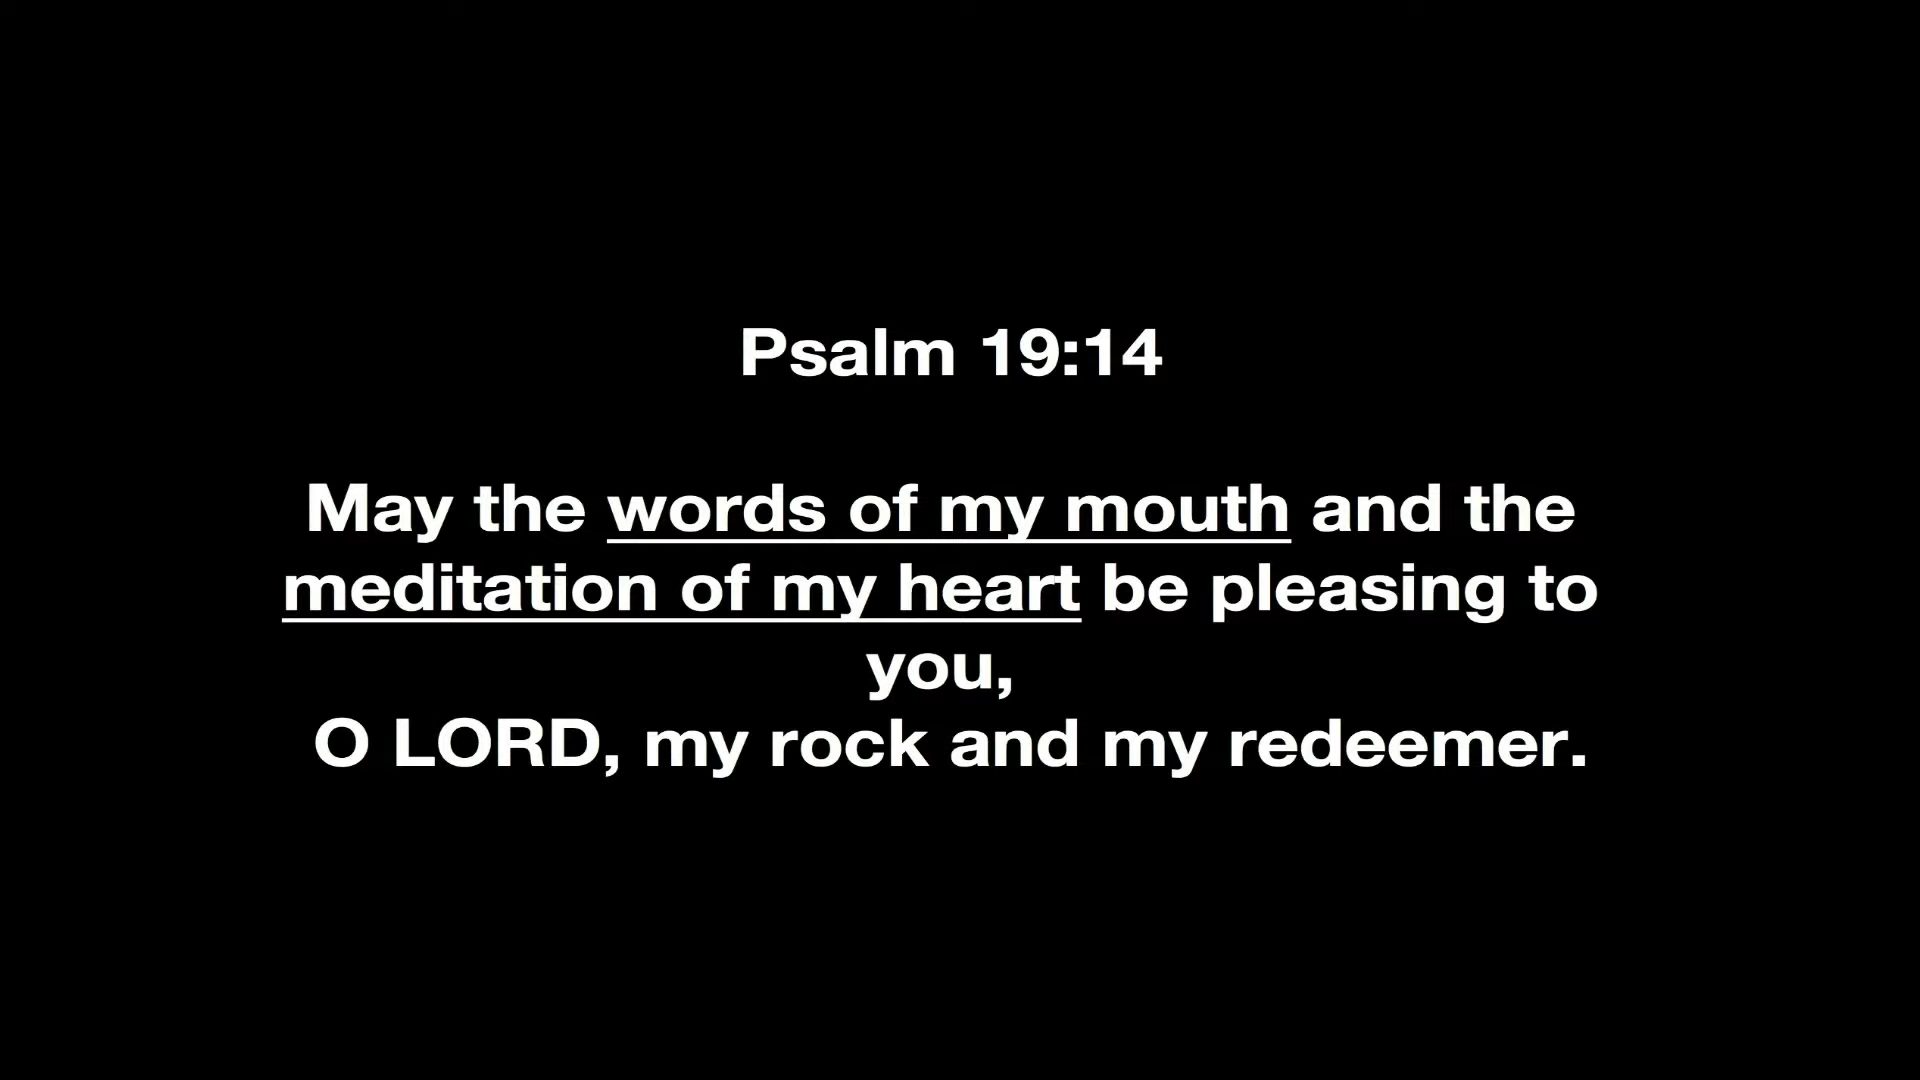 Psalm 19:14
May the words of my mouth and the
meditation of my heart be pleasing to
you,
O LORD, my rock and my redeemer.